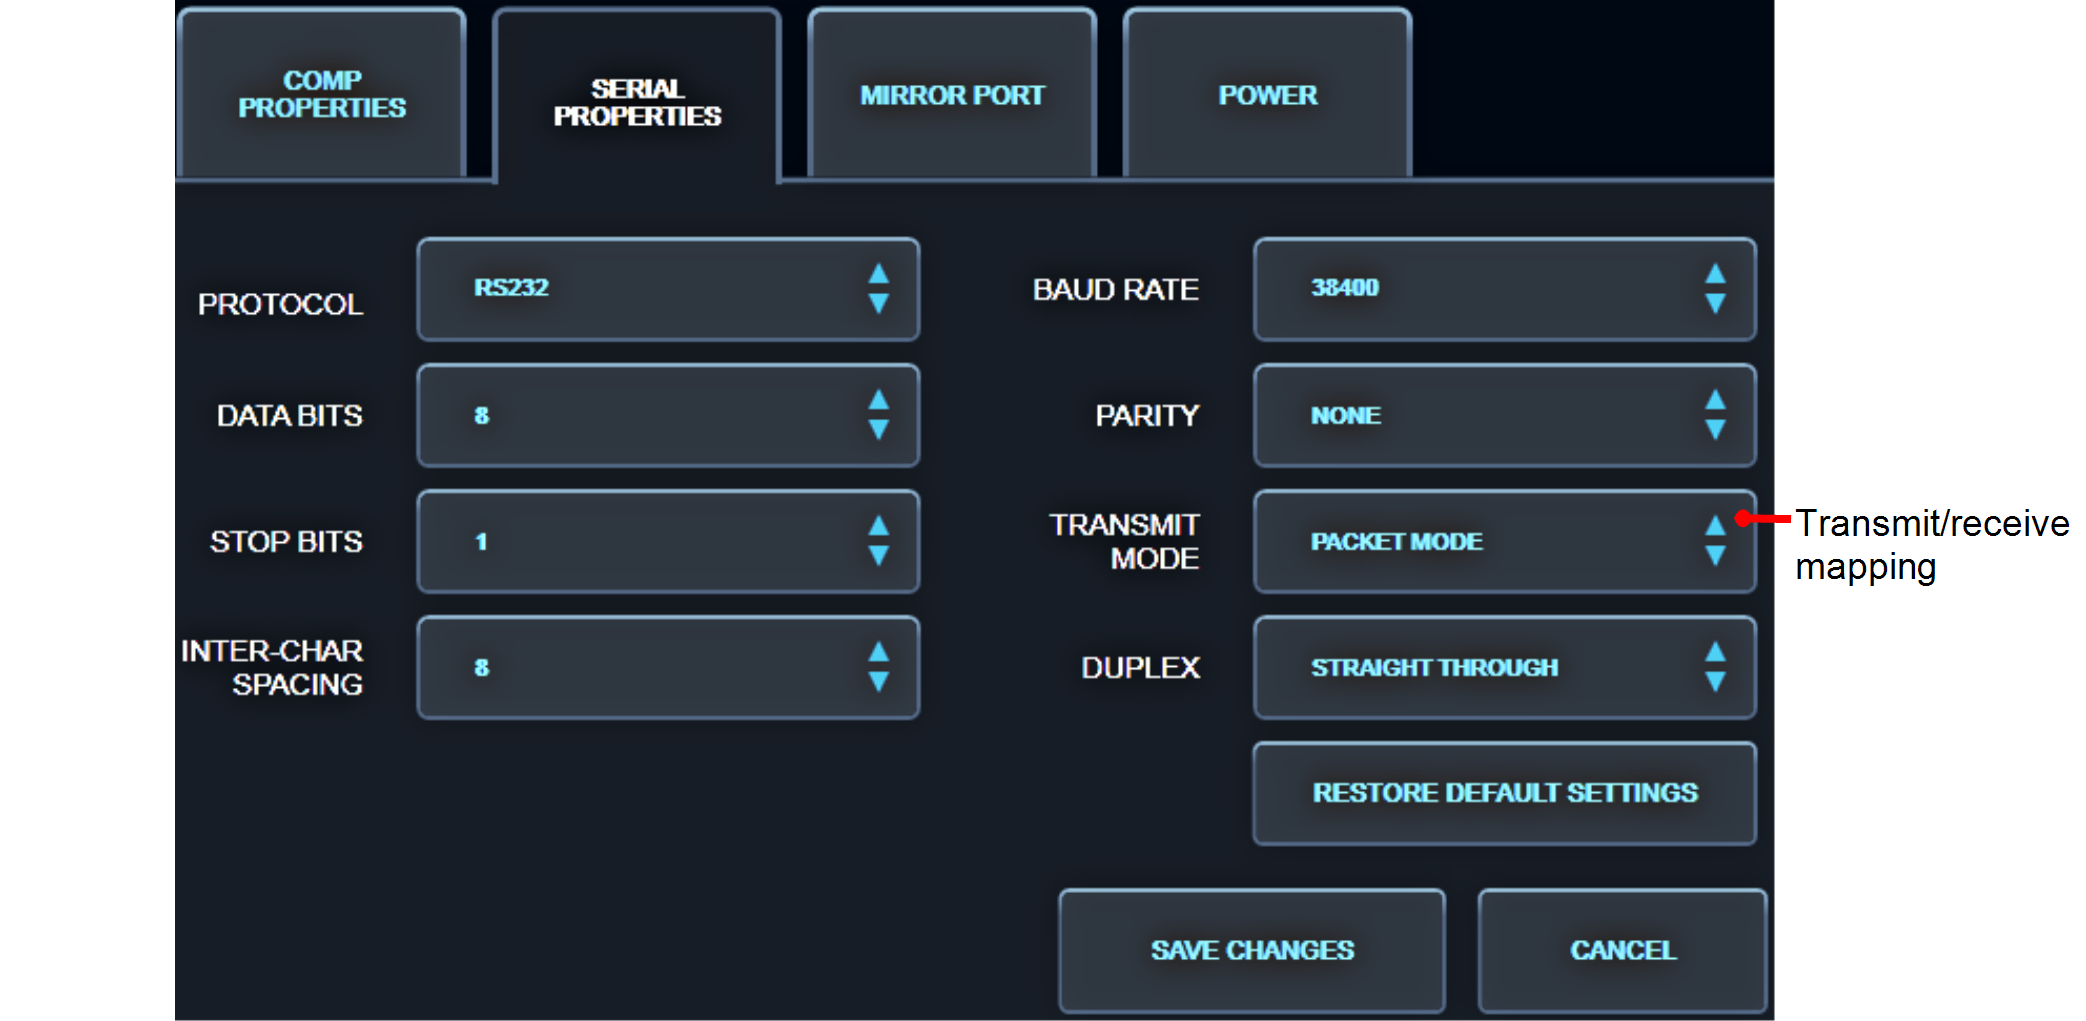 COMP
PROPERTIES
SERIAL
PROPERTIES
MIRROR PORT
POWER
PROTOCOL
RS232
BAUD RATE
38400
DATA BITS
8
PARITY
NONE
STOP BITS
1
TRANSMIT
MODE
PACKET MODE
Transmit/receive
mapping
INTER-CHAR
SPACING
8
DUPLEX
STRAIGHT THROUGH
RESTORE DEFAULT SETTINGS
SAVE CHANGES
CANCEL